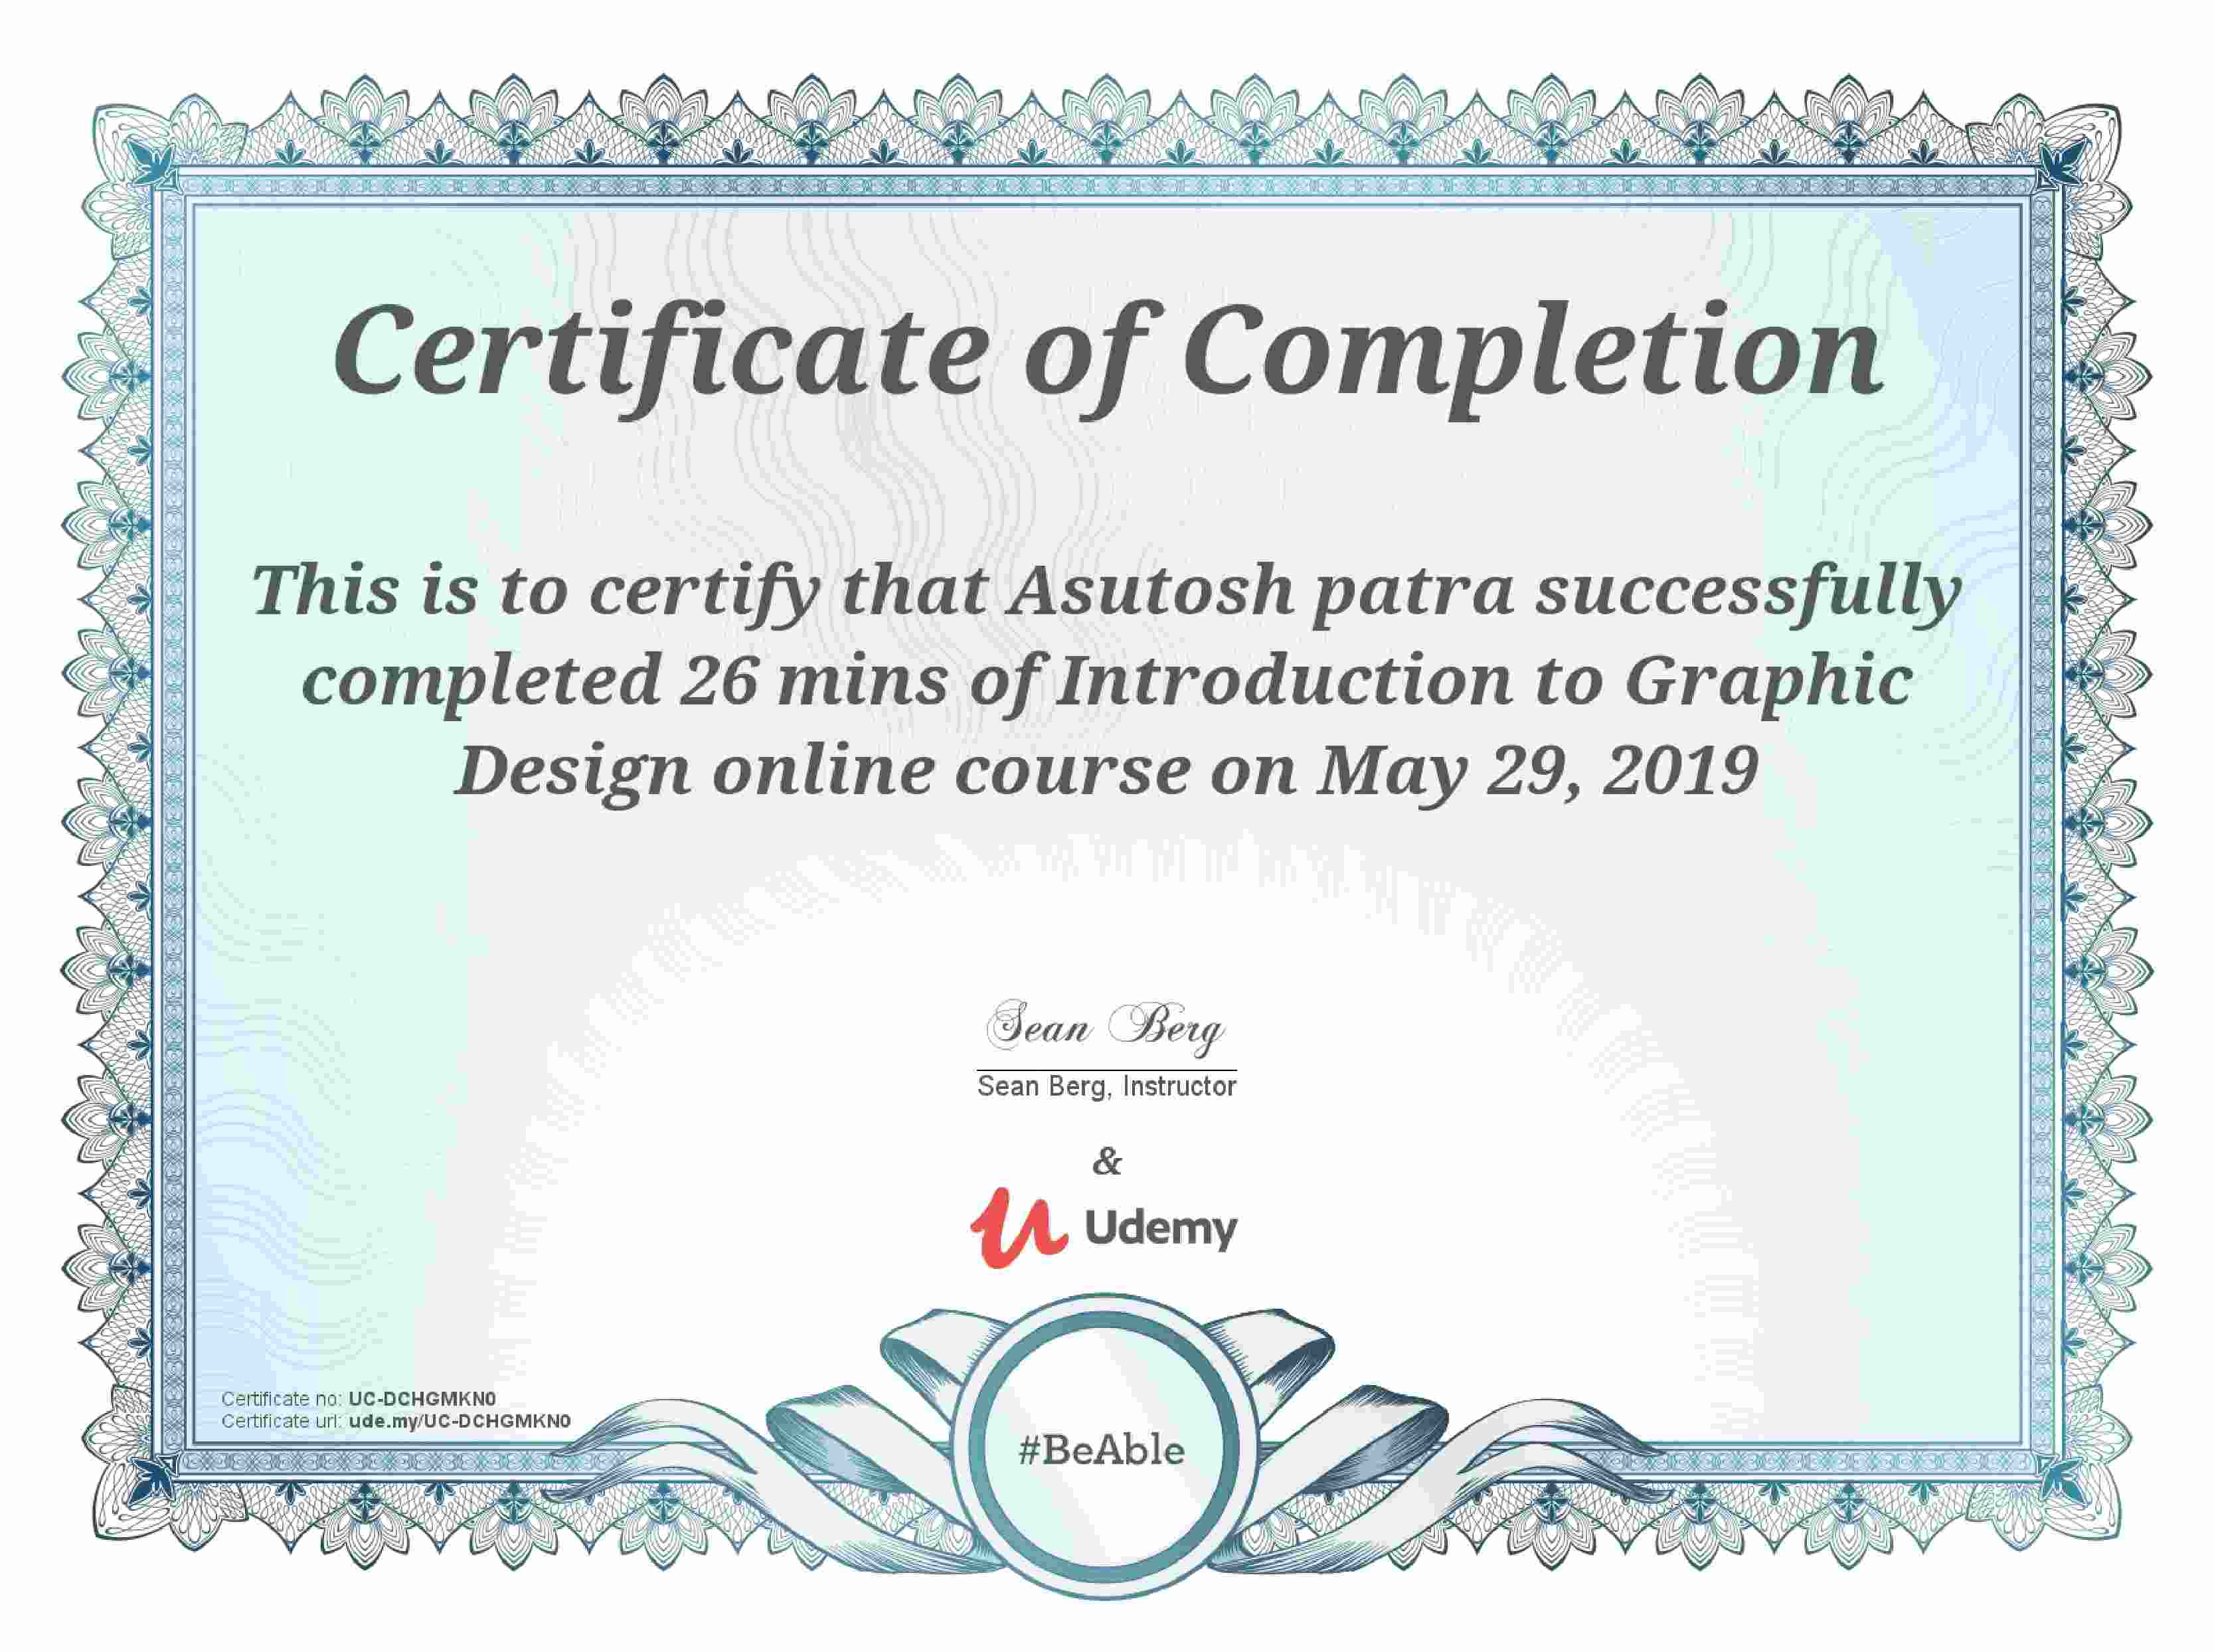 Certificate of Completion
This is to certify that Asutosh patra successfully
completed 26 mins of Introduction to Graphic
Design online course on May 29, 2019
Sean Berg
Sean Berg, Instructor
&
Udemy
Certificate no: UC-DCHGMKN0
Certificate url: ude.my/UC-DCHGMKN0
#BeAble